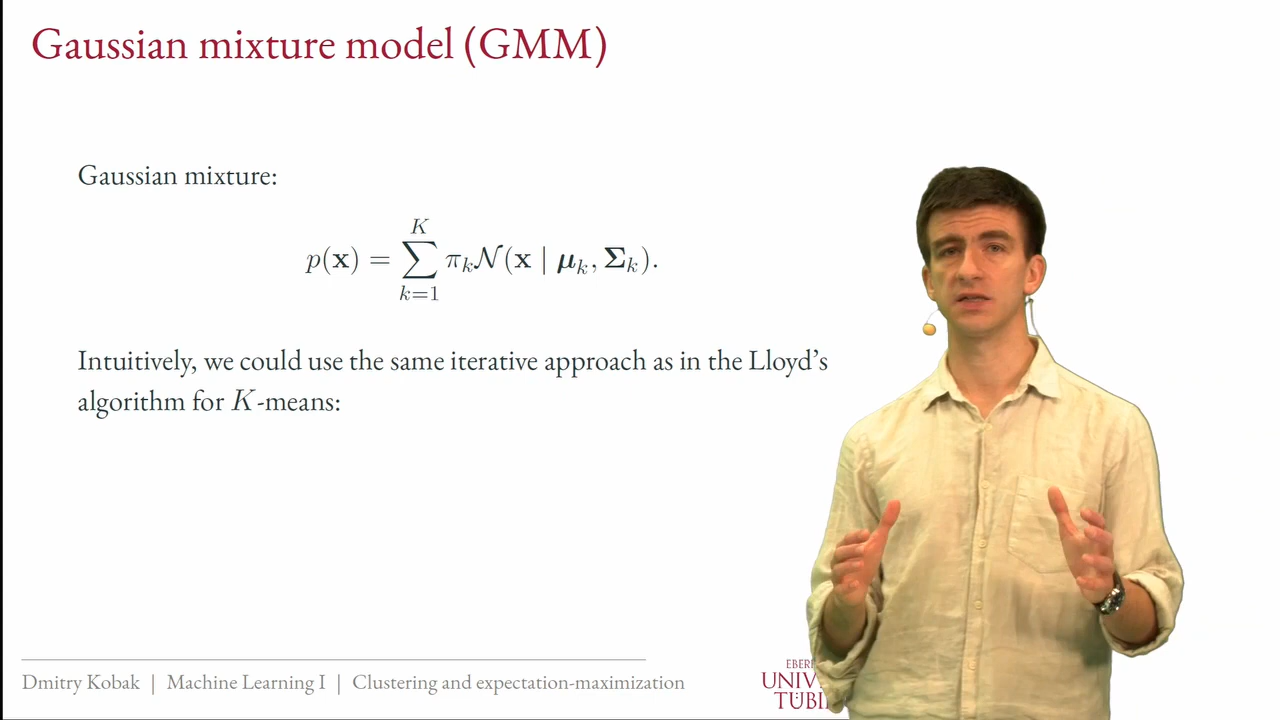 Gaussian mixture model (GMM)
Gaussian mixture:
p(x) = \sum_{k=1}^{K} π_k 𝒩(x | μ_k, Σ_k).
Intuitively, we could use the same iterative approach as in the Lloyd's
algorithm for K-means:
Dmitry Kobak | Machine Learning I | Clustering and expectation-maximization